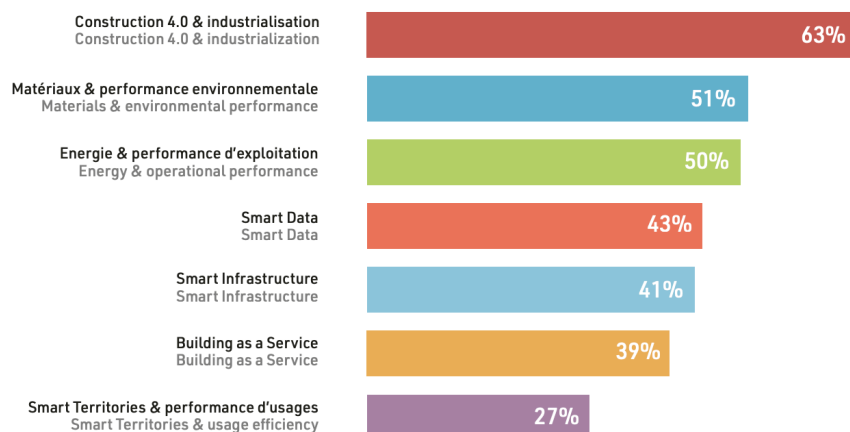 Construction 4.0 & industrialisation
Construction 4.0 & industrialization
63%
Matériaux & performance environnementale
Materials & environmental performance
51%
Energie & performance d'exploitation
Energy & operational performance
50%
Smart Data
Smart Data
43%
Smart Infrastructure
Smart Infrastructure
41%
Building as a Service
Building as a Service
39%
Smart Territories & performance d'usages
Smart Territories & usage efficiency
27%